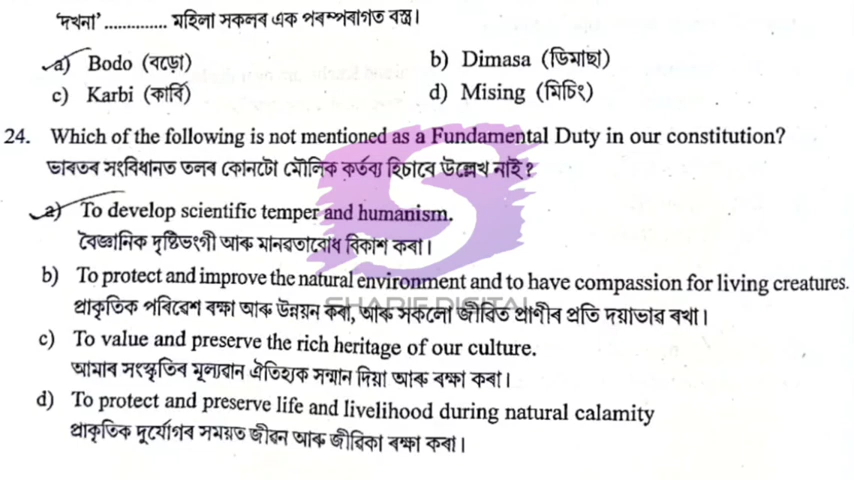 'দখনা' .............. মহিলা সকলৰ এক পৰম্পৰাগত বস্ত্ৰ।
a) Bodo (বড়ো) b) Dimasa (ডিমাছা)
c) Karbi (কাৰ্বি) d) Mising (মিচিং)
24. Which of the following is not mentioned as a Fundamental Duty in our constitution?
ভাৰতৰ সংবিধানত তলৰ কোনটো মৌলিক কৰ্তব্য হিচাবে উল্লেখ নাই?
a) To develop scientific temper and humanism.
বৈজ্ঞানিক দৃষ্টিভংগী আৰু মানৱতাবোধ বিকাশ কৰা।
b) To protect and improve the natural environment and to have compassion for living creatures.
প্ৰাকৃতিক পৰিৱেশ ৰক্ষা আৰু উন্নয়ন কৰা, আৰু সকলো জীৱিত প্ৰাণীৰ প্ৰতি দয়াভাৱ ৰখা।
SHARIF DIGITAL
c) To value and preserve the rich heritage of our culture.
আমাৰ সংস্কৃতিৰ মূল্যৱান ঐতিহ্যক সন্মান দিয়া আৰু ৰক্ষা কৰা।
d) To protect and preserve life and livelihood during natural calamity
প্ৰাকৃতিক দুৰ্যোগৰ সময়ত জীৱন আৰু জীৱিকা ৰক্ষা কৰা।